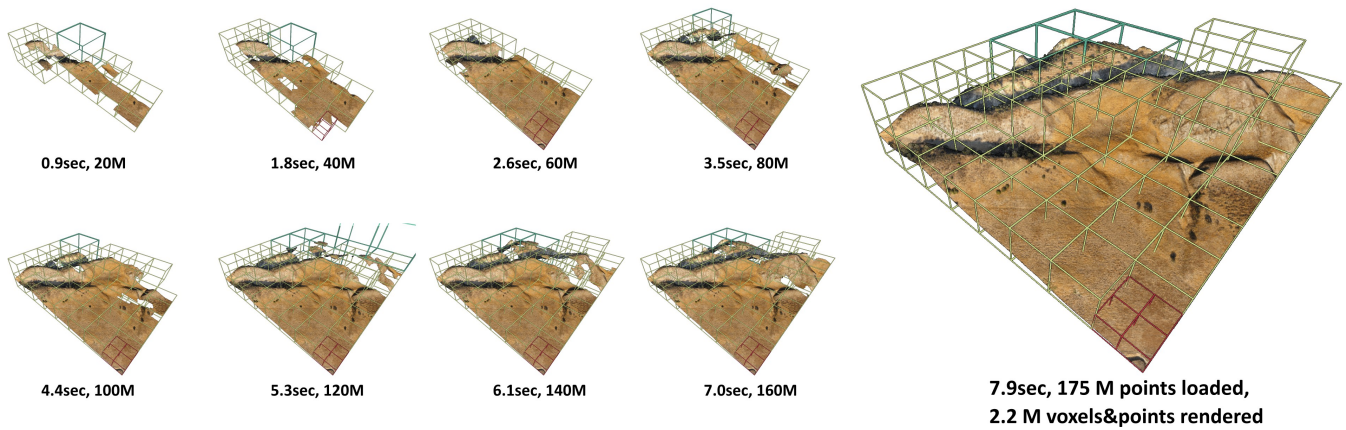 0.9sec, 20M
1.8sec, 40M
2.6sec, 60M
3.5sec, 80M
4.4sec, 100M
5.3sec, 120M
6.1sec, 140M
7.0sec, 160M
7.9sec, 175 M points loaded,
2.2 M voxels&points rendered